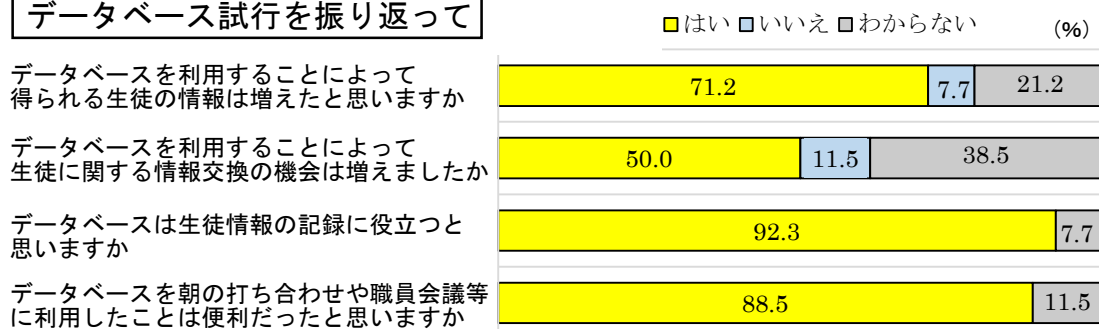 データベース試行を振り返って
■はい ■いいえ ■わからない (%)
データベースを利用することによって
得られる生徒の情報は増えたと思いますか
71.2 7.7 21.2
データベースを利用することによって
生徒に関する情報交換の機会は増えましたか
50.0 11.5 38.5
データベースは生徒情報の記録に役立つと
思いますか
92.3 7.7
データベースを朝の打ち合わせや職員会議等
に利用したことは便利だったと思いますか
88.5 11.5